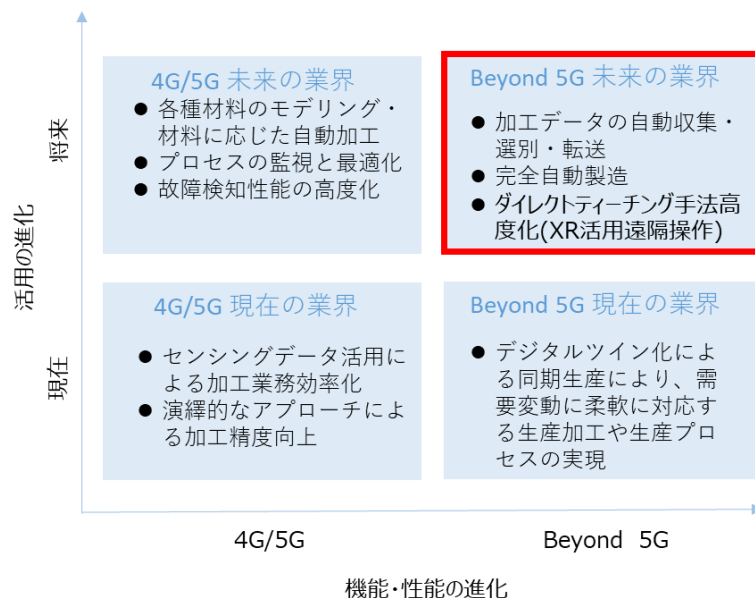 4G/5G 未来の業界
● 各種材料のモデリング・
材料に応じた自動加工
● プロセスの監視と最適化
● 故障検知性能の高度化
Beyond 5G 未来の業界
● 加工データの自動収集・
選別・転送
● 完全自動製造
● ダイレクトティーチング手法高
度化(XR活用遠隔操作)
4G/5G 現在の業界
● センシングデータ活用に
よる加工業務効率化
● 演繹的なアプローチによ
る加工精度向上
Beyond 5G 現在の業界
● デジタルツイン化によ
る同期生産により、需
要変動に柔軟に対応す
る生産加工や生産プロ
セスの実現
将来
現在
活用の進化
4G/5G
Beyond 5G
機能・性能の進化